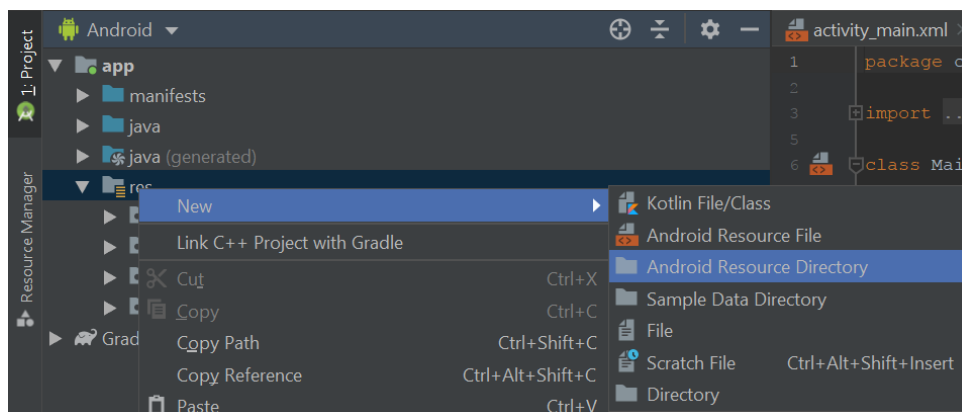 1: Project
Resource Manager
Android
app
manifests
java
java (generated)
res
Grad
New
Link C++ Project with Gradle
Cut Ctrl+X
Copy Ctrl+C
Copy Path Ctrl+Shift+C
Copy Reference Ctrl+Alt+Shift+C
Paste Ctrl+V
Kotlin File/Class
Android Resource File
Android Resource Directory
Sample Data Directory
File
Scratch File Ctrl+Alt+Shift+Insert
Directory
activity_main.xml
1 package
2
3 import ..
5
6 class Mai